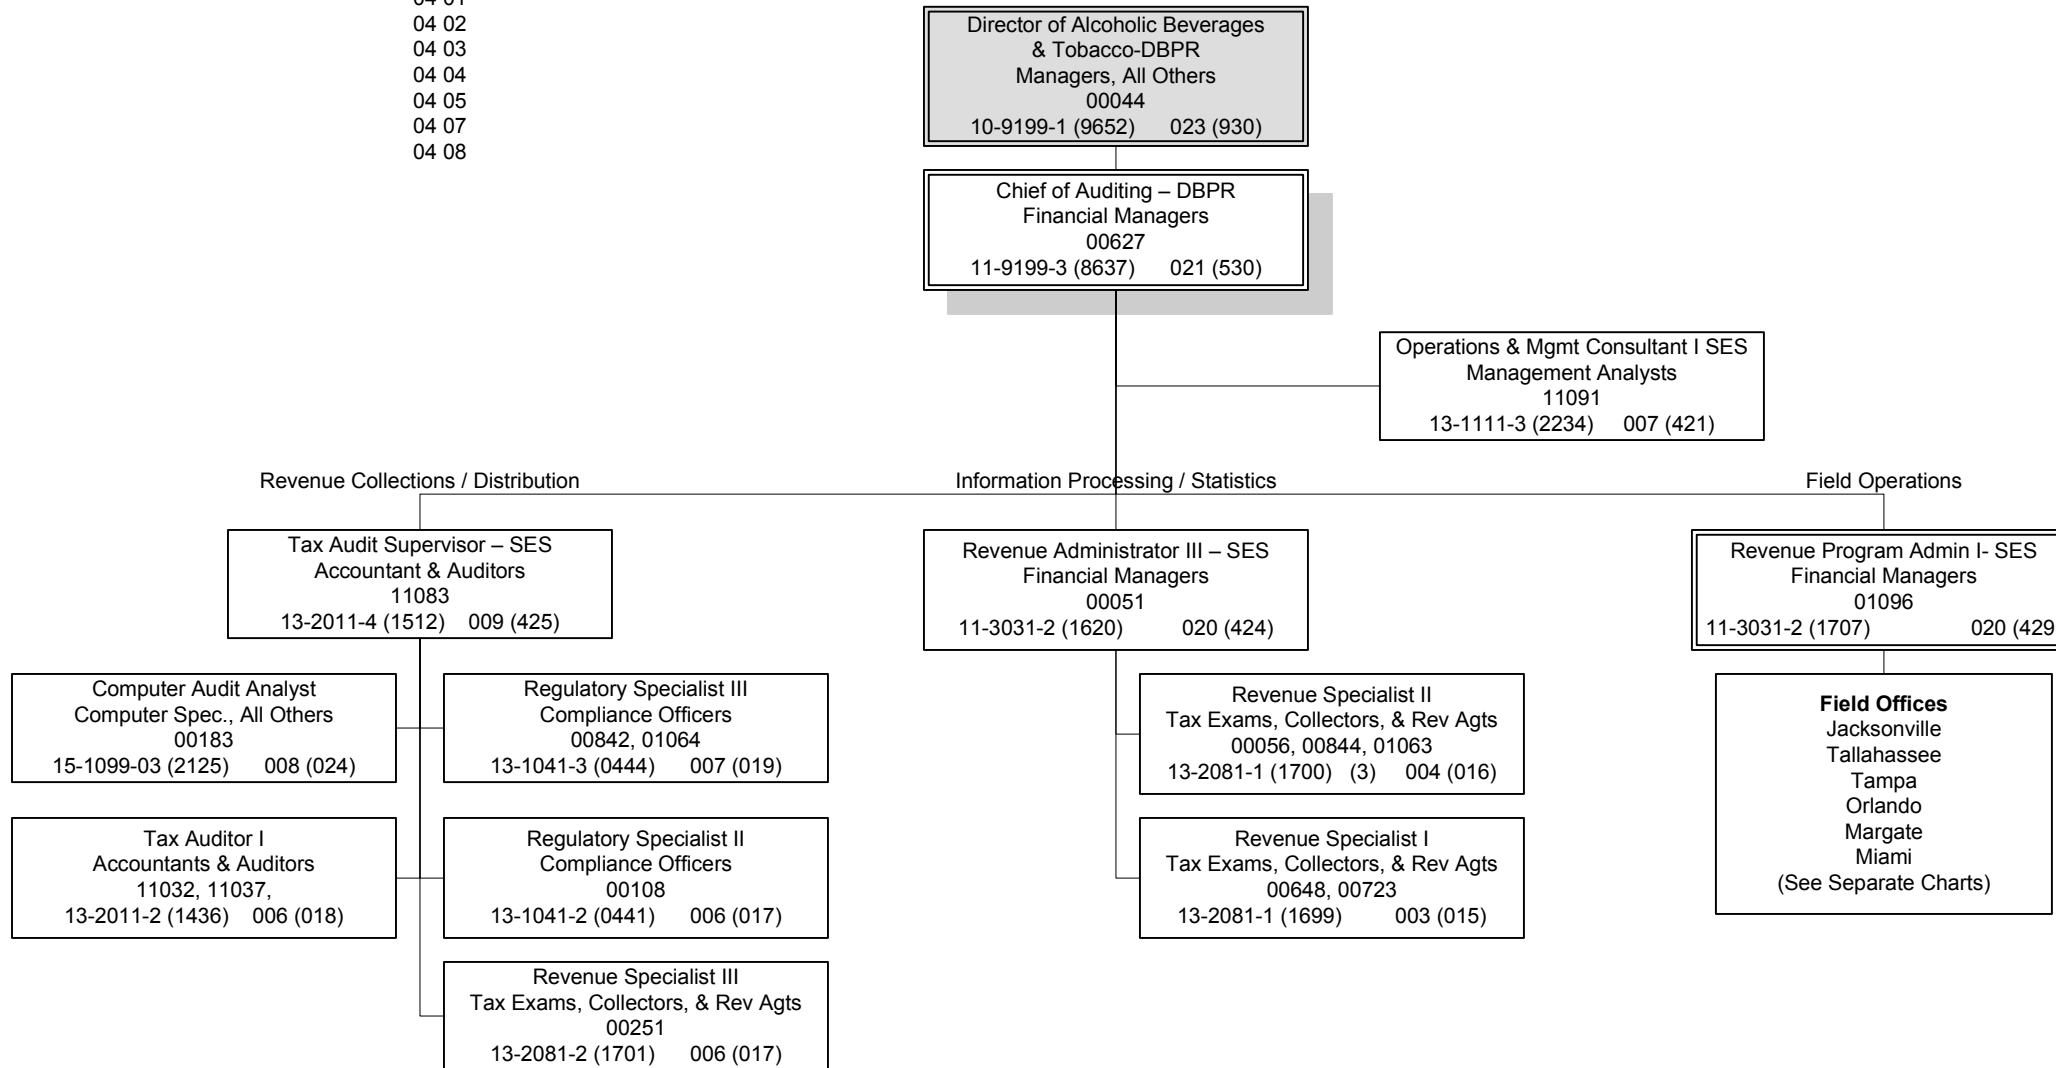 04 01
04 02
04 03
04 04
04 05
04 07
04 08
Director of Alcoholic Beverages
& Tobacco-DBPR
Managers, All Others
00044
10-9199-1 (9652) 023 (930)
Chief of Auditing – DBPR
Financial Managers
00627
11-9199-3 (8637) 021 (530)
Operations & Mgmt Consultant I SES
Management Analysts
11091
13-1111-3 (2234) 007 (421)
Revenue Collections / Distribution
Information Processing / Statistics
Field Operations
Tax Audit Supervisor – SES
Accountant & Auditors
11083
13-2011-4 (1512) 009 (425)
Revenue Administrator III – SES
Financial Managers
00051
11-3031-2 (1620) 020 (424)
Revenue Program Admin I- SES
Financial Managers
01096
11-3031-2 (1707) 020 (429
Computer Audit Analyst
Computer Spec., All Others
00183
15-1099-03 (2125) 008 (024)
Regulatory Specialist III
Compliance Officers
00842, 01064
13-1041-3 (0444) 007 (019)
Revenue Specialist II
Tax Exams, Collectors, & Rev Agts
00056, 00844, 01063
13-2081-1 (1700) (3) 004 (016)
Field Offices
Jacksonville
Tallahassee
Tampa
Orlando
Margate
Miami
(See Separate Charts)
Tax Auditor I
Accountants & Auditors
11032, 11037,
13-2011-2 (1436) 006 (018)
Regulatory Specialist II
Compliance Officers
00108
13-1041-2 (0441) 006 (017)
Revenue Specialist I
Tax Exams, Collectors, & Rev Agts
00648, 00723
13-2081-1 (1699) 003 (015)
Revenue Specialist III
Tax Exams, Collectors, & Rev Agts
00251
13-2081-2 (1701) 006 (017)